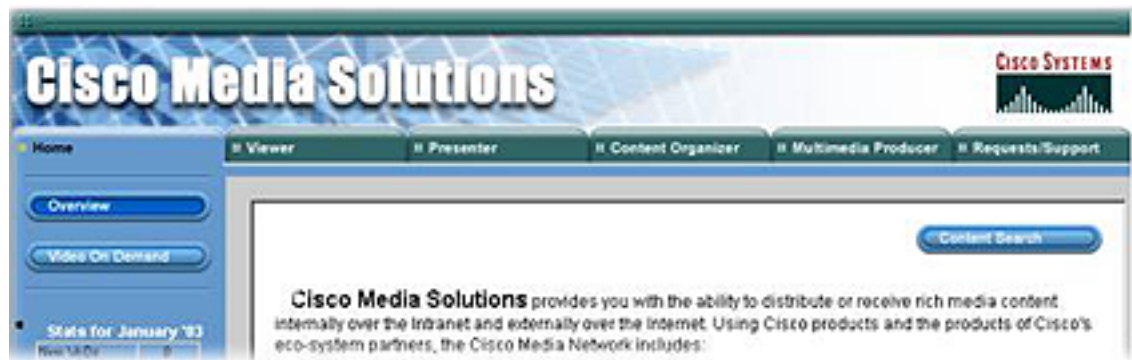 Cisco Media Solutions
CISCO SYSTEMS
Home
Viewer
Presenter
Content Organizer
Multimedia Producer
Requests/Support
Overview
Content Search
Video On Demand
Cisco Media Solutions provides you with the ability to distribute or receive rich media content
internally over the Intranet and externally over the Internet. Using Cisco products and the products of Cisco's
eco-system partners, the Cisco Media Network includes:
Stats for January '03
New VoDs 0